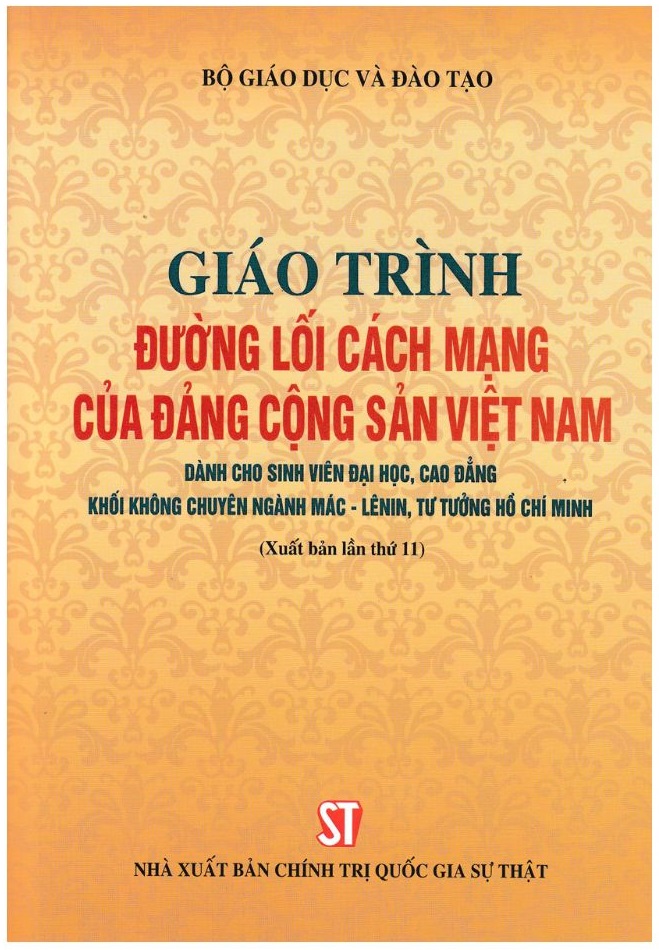 BỘ GIÁO DỤC VÀ ĐÀO TẠO
GIÁO TRÌNH
ĐƯỜNG LỐI CÁCH MẠNG
CỦA ĐẢNG CỘNG SẢN VIỆT NAM
DÀNH CHO SINH VIÊN ĐẠI HỌC, CAO ĐẲNG
KHỐI KHÔNG CHUYÊN NGÀNH MÁC - LÊNIN, TƯ TƯỞNG HỒ CHÍ MINH
(Xuất bản lần thứ 11)
ST
NHÀ XUẤT BẢN CHÍNH TRỊ QUỐC GIA SỰ THẬT